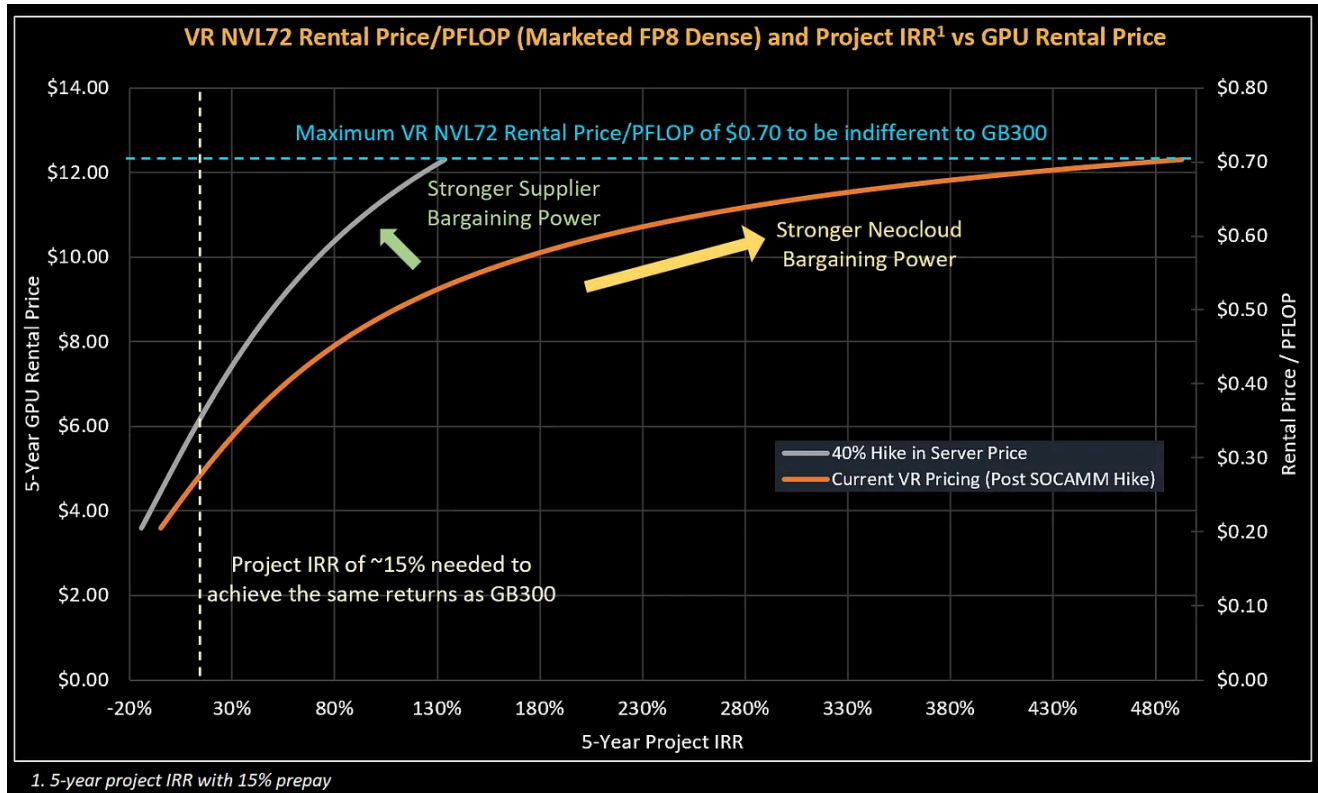 VR NVL72 Rental Price/PFLOP (Marketed FP8 Dense) and Project IRR¹ vs GPU Rental Price
$14.00
$12.00
$10.00
$8.00
$6.00
$4.00
$2.00
$0.00
5-Year GPU Rental Price
Maximum VR NVL72 Rental Price/PFLOP of $0.70 to be indifferent to GB300
Stronger Supplier
Bargaining Power
Stronger Neocloud
Bargaining Power
40% Hike in Server Price
Current VR Pricing (Post SOCAMM Hike)
Project IRR of ~15% needed to
achieve the same returns as GB300
$0.80
$0.70
$0.60
$0.50
$0.40
$0.30
$0.20
$0.10
$0.00
Rental Pirce / PFLOP
-20%
30%
80%
130%
180%
230%
280%
330%
380%
430%
480%
5-Year Project IRR
1. 5-year project IRR with 15% prepay